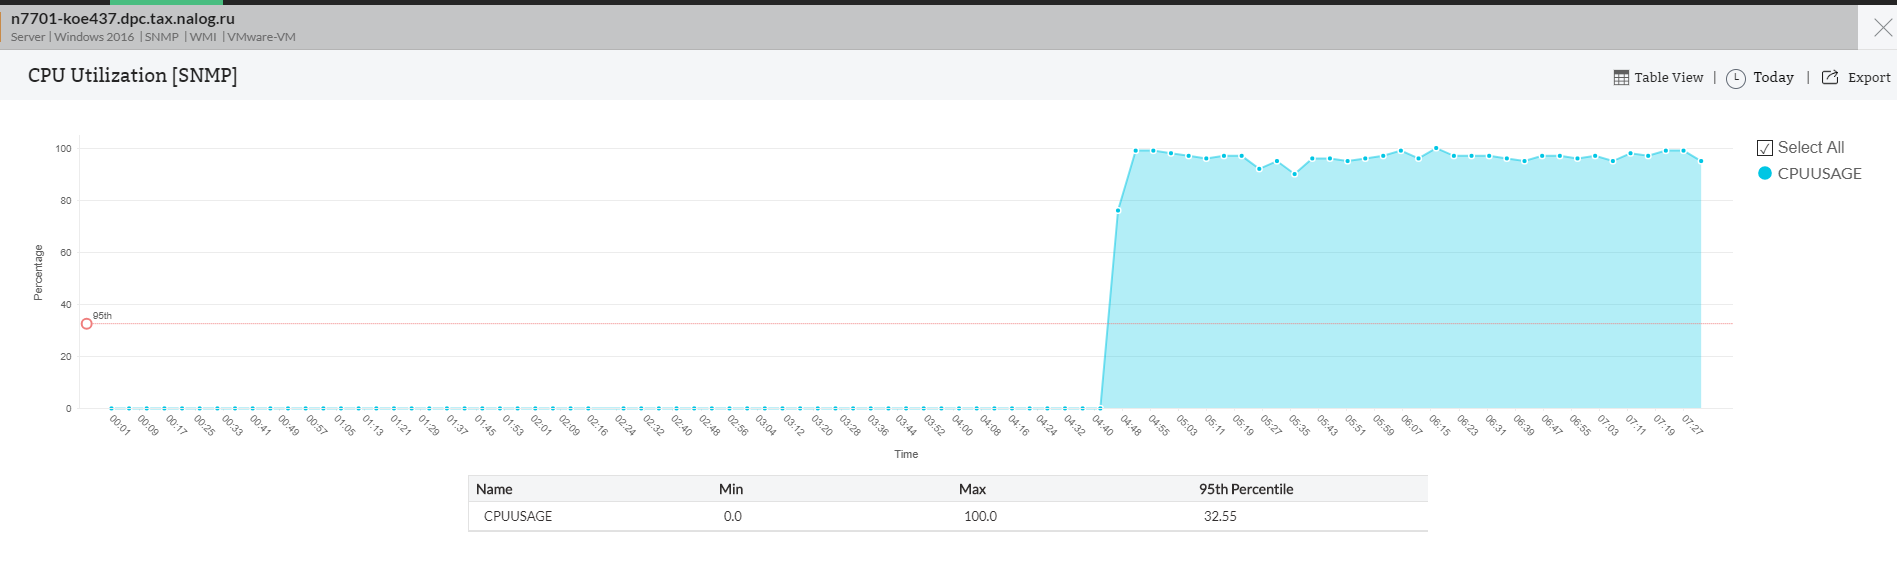 n7701-koe437.dpc.tax.nalog.ru
Server | Windows 2016 | SNMP | WMI | VMware-VM
CPU Utilization [SNMP]
Table View | Today | Export
100
80
60
40
20
0
Percentage
95th
00:01 00:09 00:17 00:25 00:33 00:41 00:49 00:57 01:05 01:13 01:21 01:29 01:37 01:45 01:53 02:01 02:09 02:16 02:24 02:32 02:40 02:48 02:56 03:04 03:12 03:20 03:28 03:36 03:44 03:52 04:00 04:08 04:16 04:24 04:32 04:40 04:48 04:55 05:03 05:11 05:19 05:27 05:35 05:43 05:51 05:59 06:07 06:15 06:23 06:31 06:39 06:47 06:55 07:03 07:11 07:19 07:27
Time
Select All
CPUUSAGE
Name Min Max 95th Percentile
CPUUSAGE 0.0 100.0 32.55